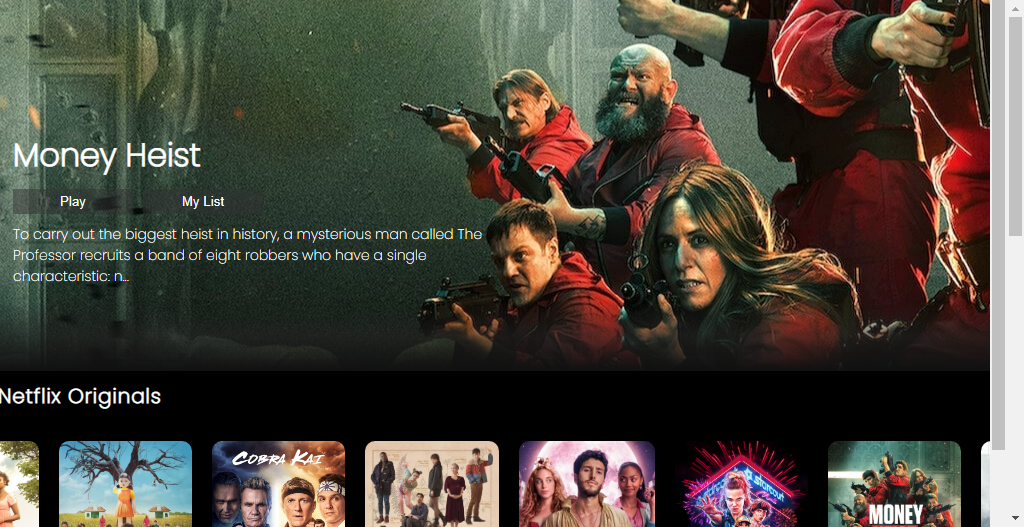 Money Heist
Play
My List
To carry out the biggest heist in history, a mysterious man called The
Professor recruits a band of eight robbers who have a single
characteristic: n...
Netflix Originals
COBRA KAI
starcourt
MONEY